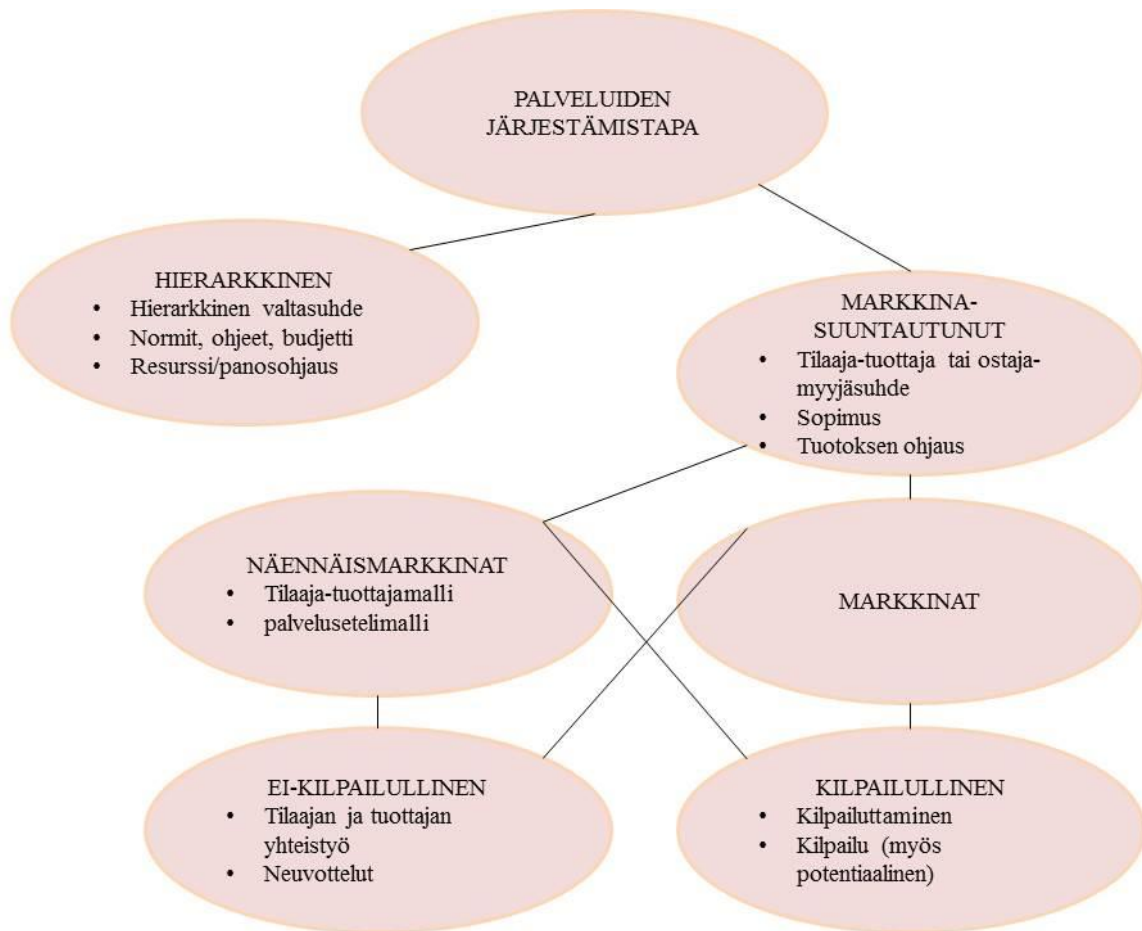 PALVELUIDEN
JÄRJESTÄMISTAPA
HIERARKKINEN
• Hierarkkinen valtasuhde
• Normit, ohjeet, budjetti
• Resurssi/panosohjaus
MARKKINA-
SUUNTAUTUNUT
• Tilaaja-tuottaja tai ostaja-
myyjäsuhde
• Sopimus
• Tuotoksen ohjaus
NÄENNÄISMARKKINAT
• Tilaaja-tuottajamalli
• palvelusetelimalli
MARKKINAT
EI-KILPAILULLINEN
• Tilaajan ja tuottajan
yhteistyö
• Neuvottelut
KILPAILULLINEN
• Kilpailuttaminen
• Kilpailu (myös
potentiaalinen)